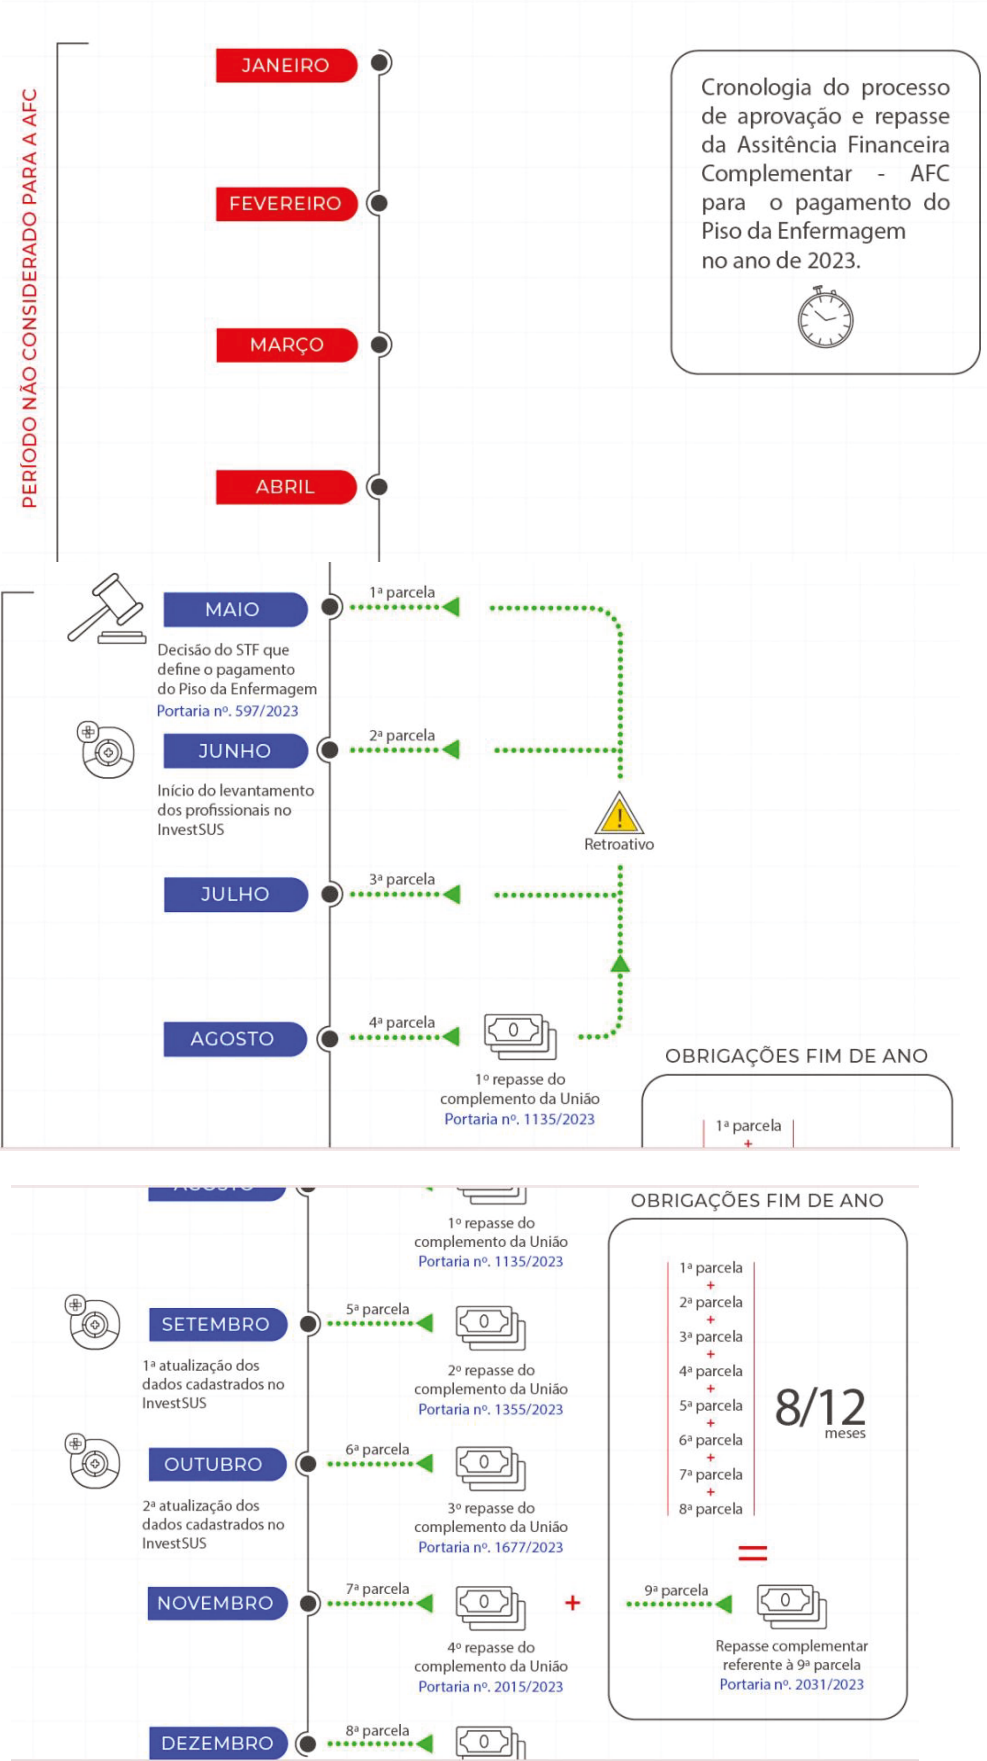 PERÍODO NÃO CONSIDERADO PARA A AFC
JANEIRO
FEVEREIRO
MARÇO
ABRIL
Cronologia do processo
de aprovação e repasse
da Assitência Financeira
Complementar - AFC
para o pagamento do
Piso da Enfermagem
no ano de 2023.
MAIO
1ª parcela
Decisão do STF que
define o pagamento
do Piso da Enfermagem
Portaria nº. 597/2023
JUNHO
2ª parcela
Início do levantamento
dos profissionais no
InvestSUS
Retroativo
JULHO
3ª parcela
AGOSTO
4ª parcela
0
1º repasse do
complemento da União
Portaria nº. 1135/2023
OBRIGAÇÕES FIM DE ANO
1ª parcela
+
AGOSTO
1º repasse do
complemento da União
Portaria nº. 1135/2023
OBRIGAÇÕES FIM DE ANO
1ª parcela
+
2ª parcela
+
3ª parcela
+
4ª parcela
+
5ª parcela
+
6ª parcela
+
7ª parcela
+
8ª parcela
8/12
meses
=
SETEMBRO
5ª parcela
0
1ª atualização dos
dados cadastrados no
InvestSUS
2º repasse do
complemento da União
Portaria nº. 1355/2023
OUTUBRO
6ª parcela
0
2ª atualização dos
dados cadastrados no
InvestSUS
3º repasse do
complemento da União
Portaria nº. 1677/2023
NOVEMBRO
7ª parcela
0
+
9ª parcela
0
4º repasse do
complemento da União
Portaria nº. 2015/2023
Repasse complementar
referente à 9ª parcela
Portaria nº. 2031/2023
DEZEMBRO
8ª parcela
0